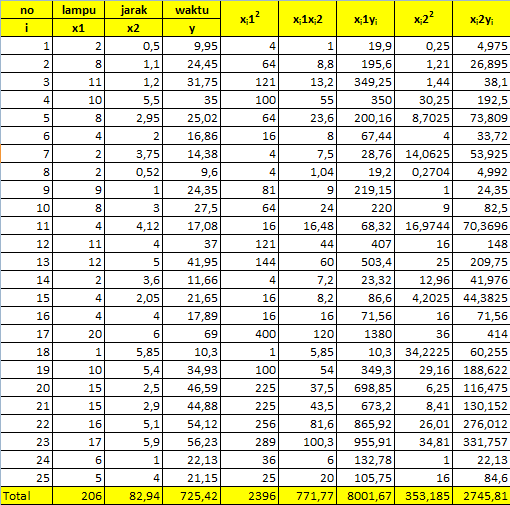 no lampu jarak waktu xᵢ1² xᵢ1xᵢ2 xᵢ1yᵢ xᵢ2² xᵢ2yᵢ
i x1 x2 y
1 2 0,5 9,95 4 1 19,9 0,25 4,975
2 8 1,1 24,45 64 8,8 195,6 1,21 26,895
3 11 1,2 31,75 121 13,2 349,25 1,44 38,1
4 10 5,5 35 100 55 350 30,25 192,5
5 8 2,95 25,02 64 23,6 200,16 8,7025 73,809
6 4 2 16,86 16 8 67,44 4 33,72
7 2 3,75 14,38 4 7,5 28,76 14,0625 53,925
8 2 0,52 9,6 4 1,04 19,2 0,2704 4,992
9 9 1 24,35 81 9 219,15 1 24,35
10 8 3 27,5 64 24 220 9 82,5
11 4 4,12 17,08 16 16,48 68,32 16,9744 70,3696
12 11 4 37 121 44 407 16 148
13 12 5 41,95 144 60 503,4 25 209,75
14 2 3,6 11,66 4 7,2 23,32 12,96 41,976
15 4 2,05 21,65 16 8,2 86,6 4,2025 44,3825
16 4 4 17,89 16 16 71,56 16 71,56
17 20 6 69 400 120 1380 36 414
18 1 5,85 10,3 1 5,85 10,3 34,2225 60,255
19 10 5,4 34,93 100 54 349,3 29,16 188,622
20 15 2,5 46,59 225 37,5 698,85 6,25 116,475
21 15 2,9 44,88 225 43,5 673,2 8,41 130,152
22 16 5,1 54,12 256 81,6 865,92 26,01 276,012
23 17 5,9 56,23 289 100,3 955,91 34,81 331,757
24 6 1 22,13 36 6 132,78 1 22,13
25 5 4 21,15 25 20 105,75 16 84,6
Total 206 82,94 725,42 2396 771,77 8001,67 353,185 2745,81